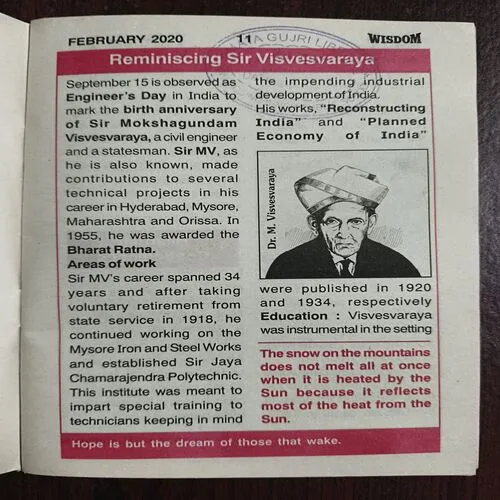 FEBRUARY 2020 11 WISDOM
Reminiscing Sir Visvesvaraya
September 15 is observed as
Engineer's Day in India to
mark the birth anniversary
of Sir Mokshagundam
Visvesvaraya, a civil engineer
and a statesman. Sir MV, as
he is also known, made
contributions to several
technical projects in his
career in Hyderabad, Mysore,
Maharashtra and Orissa. In
1955, he was awarded the
Bharat Ratna.
Areas of work
Sir MV's career spanned 34
years and after taking
voluntary retirement from
state service in 1918, he
continued working on the
Mysore Iron and Steel Works
and established Sir Jaya
Chamarajendra Polytechnic.
This institute was meant to
impart special training to
technicians keeping in mind
the impending industrial
development of India.
His works, "Reconstructing
India" and "Planned
Economy of India"
Dr. M. Visvesvaraya
were published in 1920
and 1934, respectively
Education : Visvesvaraya
was instrumental in the setting
The snow on the mountains
does not melt all at once
when it is heated by the
Sun because it reflects
most of the heat from the
Sun.
Hope is but the dream of those that wake.
GUJRI